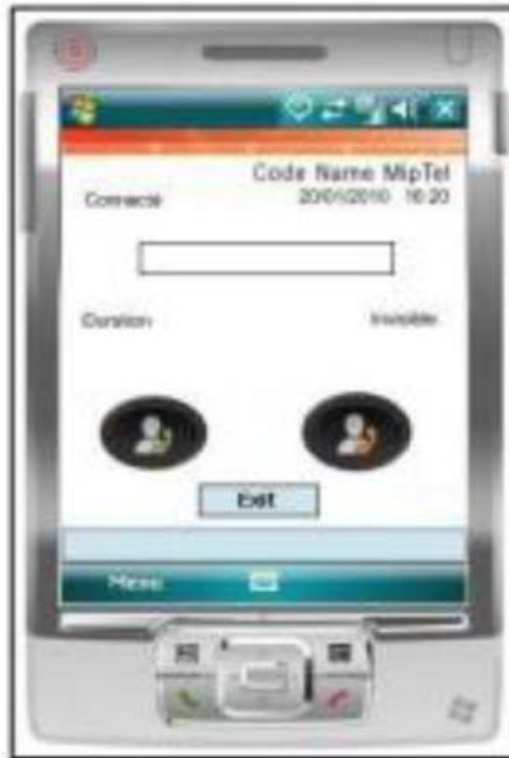 Code Name MipTel
Connecté 20/01/2010 16:20
Duration Invisible
Exit
Menu